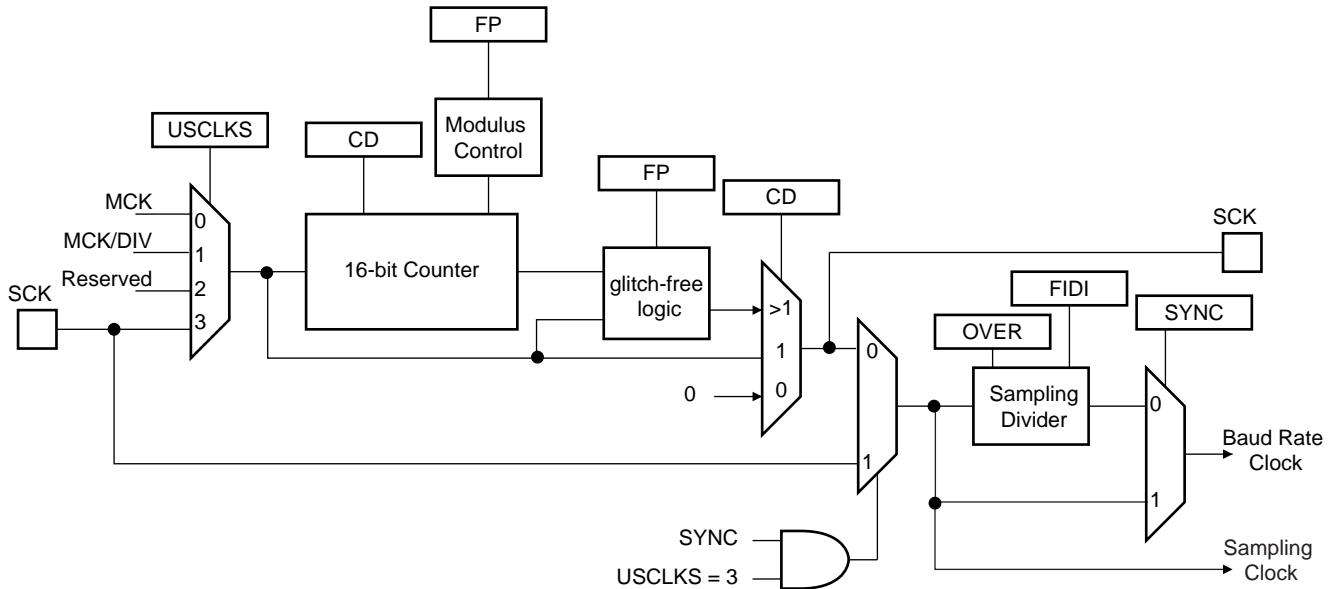 FP
USCLKS
CD
Modulus
Control
FP
CD
MCK
0
MCK/DIV
1
Reserved
2
SCK
3
16-bit Counter
glitch-free
logic
>1
1
0
0
SCK
FIDI
OVER
SYNC
0
Sampling
Divider
0
1
1
Baud Rate
Clock
SYNC
USCLKS = 3
Sampling
Clock